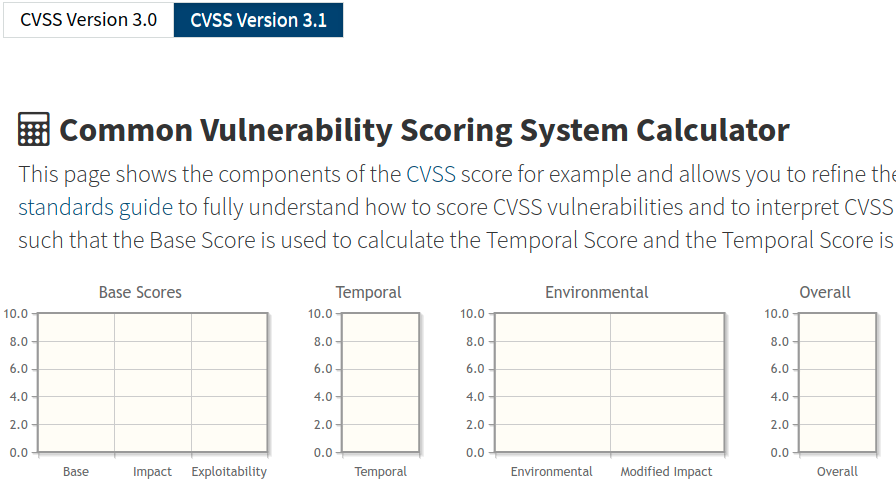 CVSS Version 3.0 CVSS Version 3.1
Common Vulnerability Scoring System Calculator
This page shows the components of the CVSS score for example and allows you to refine the
standards guide to fully understand how to score CVSS vulnerabilities and to interpret CVSS
such that the Base Score is used to calculate the Temporal Score and the Temporal Score is
Base Scores Temporal Environmental Overall
10.0 10.0 10.0 10.0
8.0 8.0 8.0 8.0
6.0 6.0 6.0 6.0
4.0 4.0 4.0 4.0
2.0 2.0 2.0 2.0
0.0 0.0 0.0 0.0
Base Impact Exploitability Temporal Environmental Modified Impact Overall